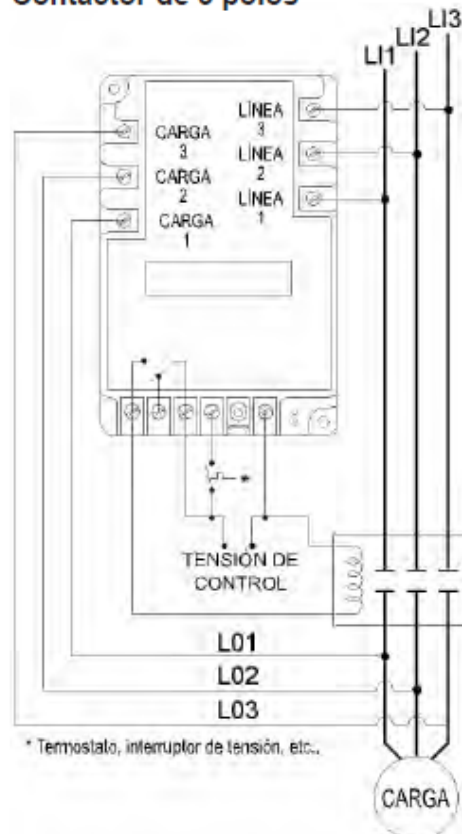 Contactor de 3 polos
LI3
LI2
LI1
LÍNEA
3
CARGA
3
LÍNEA
2
CARGA
2
LÍNEA
1
CARGA
1
TENSIÓN DE
CONTROL
L01
L02
L03
* Termostato, interruptor de tensión, etc..
CARGA